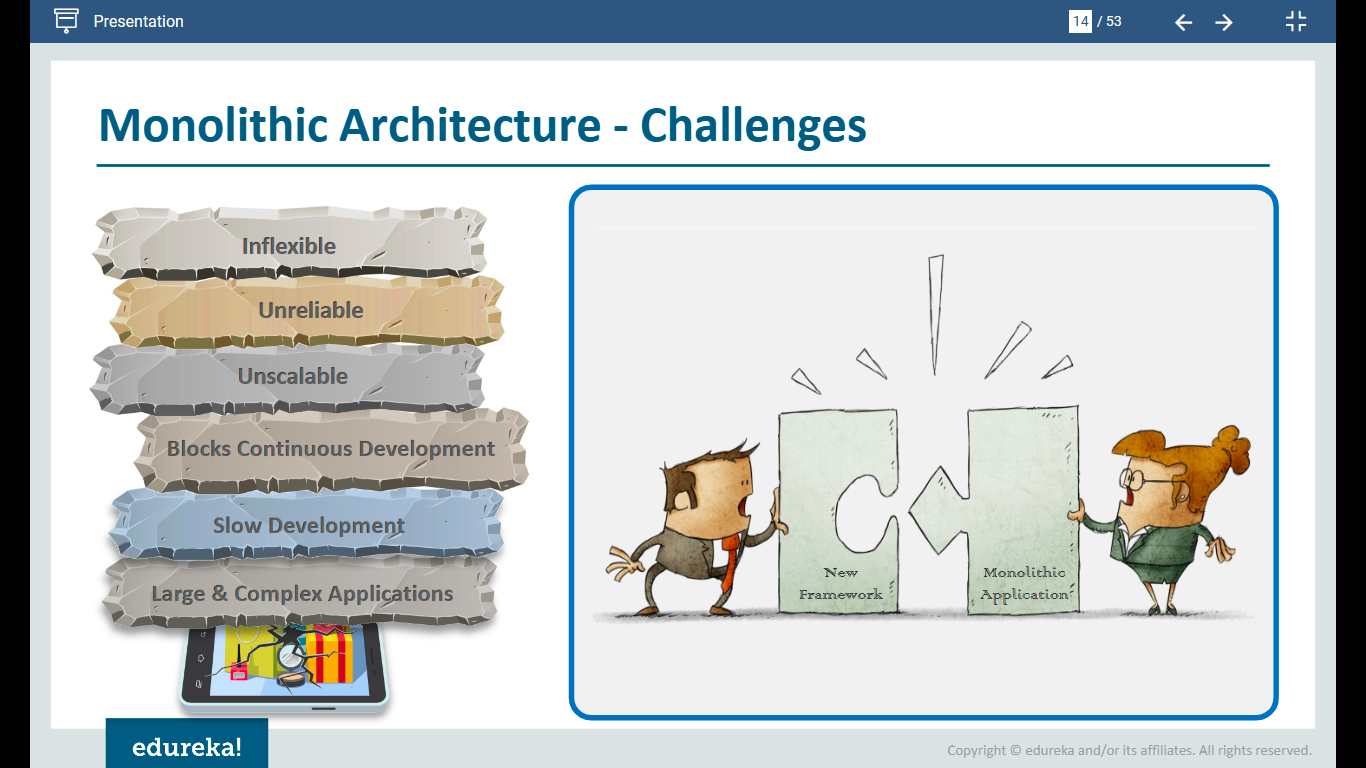 Presentation
14 / 53
Monolithic Architecture - Challenges
Inflexible
Unreliable
Unscalable
Blocks Continuous Development
Slow Development
Large & Complex Applications
New
Framework
Monolithic
Application
edureka!
Copyright © edureka and/or its affiliates. All rights reserved.